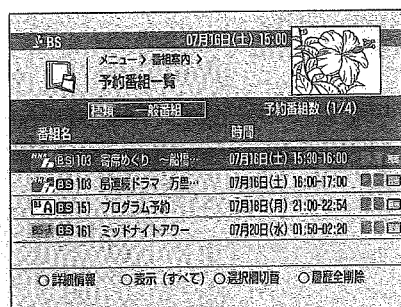 BS 07月16日(土) 15:00
メニュー > 番組案内 >
予約番組一覧
種類 一般番組 予約番組数 (1/4)
番組名 時間
BS 103 寄席めぐり ～船橋… 07月16日(土) 15:30-16:00
BS 103 昂連続ドラマ 万里… 07月16日(土) 16:00-17:00
BS 151 プログラム予約 07月18日(月) 21:00-22:54
BS 161 ミッドナイトアワー 07月20日(水) 01:50-02:20
○詳細情報 ○表示 (すべて) ○選択欄切替 ○履歴全削除